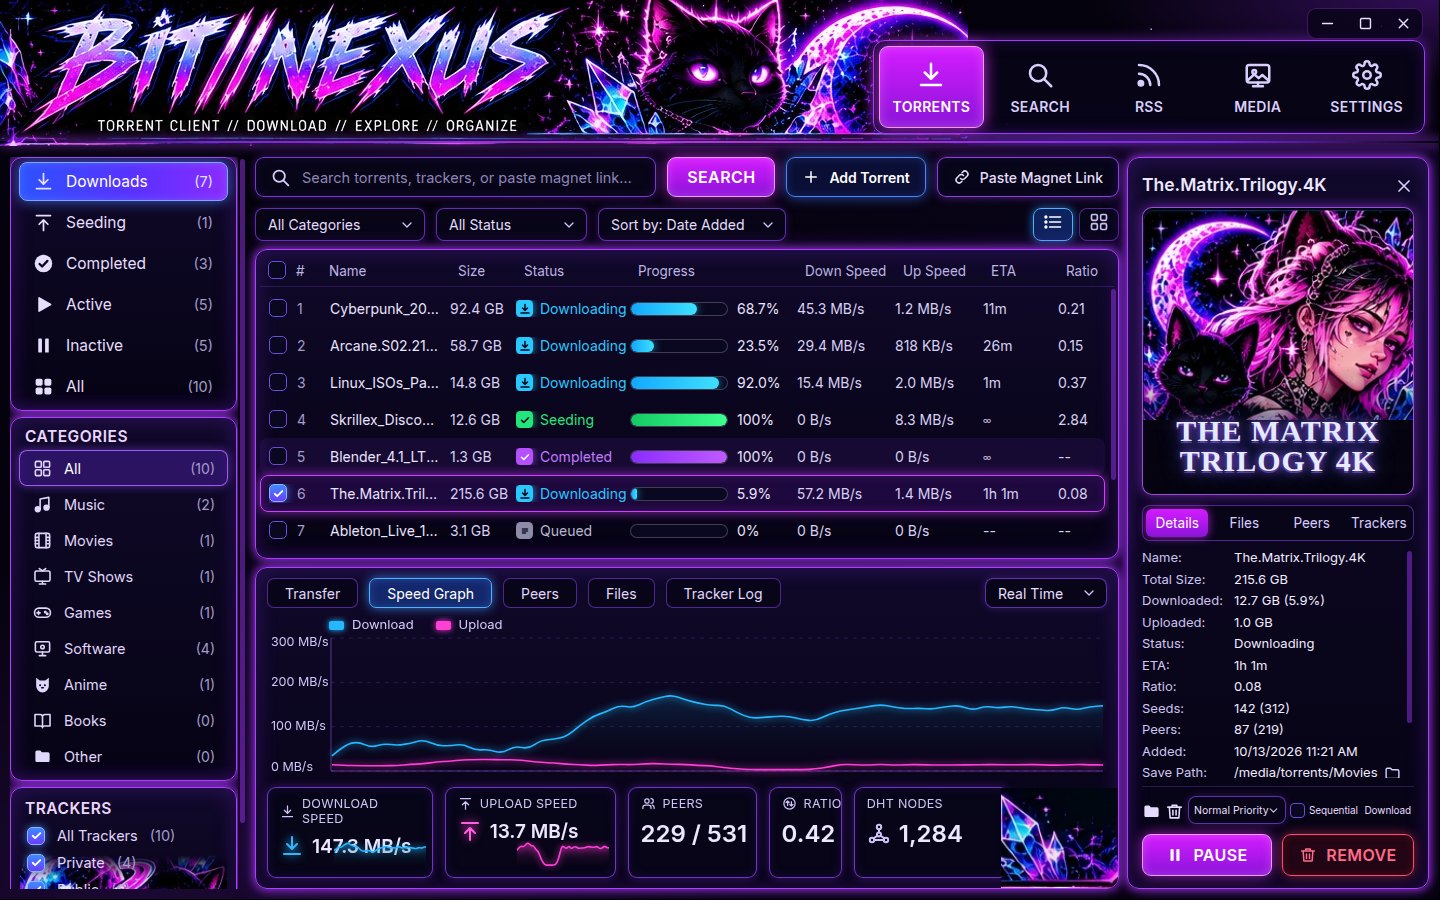 BIT//NEXUS
TORRENT CLIENT // DOWNLOAD // EXPLORE // ORGANIZE
TORRENTS
SEARCH
RSS
MEDIA
SETTINGS
Downloads (7)
Seeding (1)
Completed (3)
Active (5)
Inactive (5)
All (10)
CATEGORIES
All (10)
Music (2)
Movies (1)
TV Shows (1)
Games (1)
Software (4)
Anime (1)
Books (0)
Other (0)
TRACKERS
All Trackers (10)
Private (4)
Search torrents, trackers, or paste magnet link...
SEARCH
Add Torrent
Paste Magnet Link
All Categories
All Status
Sort by: Date Added
# Name Size Status Progress Down Speed Up Speed ETA Ratio
1 Cyberpunk_20... 92.4 GB Downloading 68.7% 45.3 MB/s 1.2 MB/s 11m 0.21
2 Arcane.S02.21... 58.7 GB Downloading 23.5% 29.4 MB/s 818 KB/s 26m 0.15
3 Linux_ISOs_Pa... 14.8 GB Downloading 92.0% 15.4 MB/s 2.0 MB/s 1m 0.37
4 Skrillex_Disco... 12.6 GB Seeding 100% 0 B/s 8.3 MB/s ∞ 2.84
5 Blender_4.1_LT... 1.3 GB Completed 100% 0 B/s 0 B/s ∞ --
6 The.Matrix.Tril... 215.6 GB Downloading 5.9% 57.2 MB/s 1.4 MB/s 1h 1m 0.08
7 Ableton_Live_1... 3.1 GB Queued 0% 0 B/s 0 B/s -- --
Transfer
Speed Graph
Peers
Files
Tracker Log
Real Time
Download
Upload
300 MB/s
200 MB/s
100 MB/s
0 MB/s
DOWNLOAD
SPEED
147.3 MB/s
UPLOAD SPEED
13.7 MB/s
PEERS
229 / 531
RATIO
0.42
DHT NODES
1,284
The.Matrix.Trilogy.4K
THE MATRIX
TRILOGY 4K
Details
Files
Peers
Trackers
Name: The.Matrix.Trilogy.4K
Total Size: 215.6 GB
Downloaded: 12.7 GB (5.9%)
Uploaded: 1.0 GB
Status: Downloading
ETA: 1h 1m
Ratio: 0.08
Seeds: 142 (312)
Peers: 87 (219)
Added: 10/13/2026 11:21 AM
Save Path: /media/torrents/Movies
Normal Priority
Sequential Download
PAUSE
REMOVE